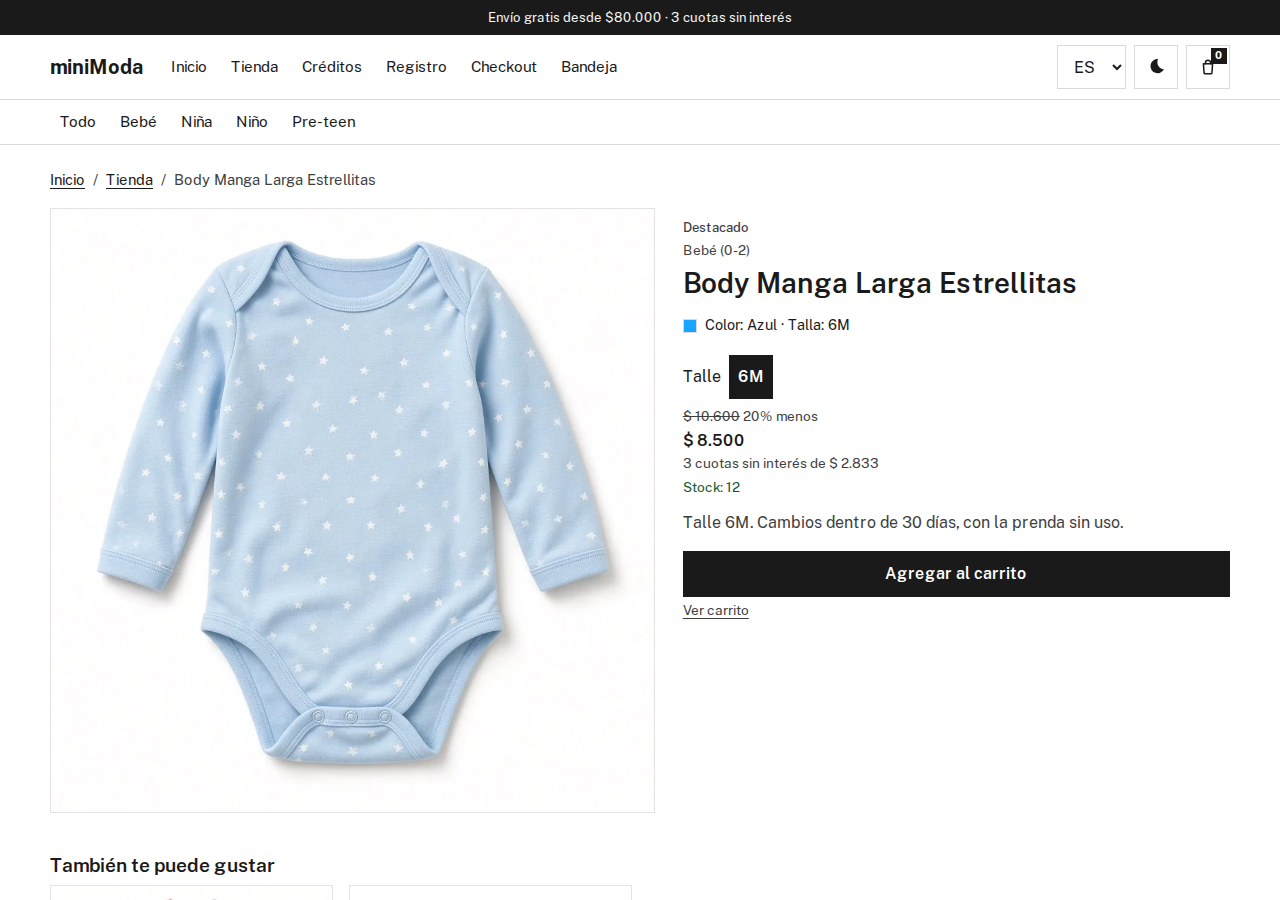 Envío gratis desde $80.000 · 3 cuotas sin interés
miniModa Inicio Tienda Créditos Registro Checkout Bandeja ES 0
Todo Bebé Niña Niño Pre-teen
Inicio / Tienda / Body Manga Larga Estrellitas
Destacado
Bebé (0-2)
Body Manga Larga Estrellitas
Color: Azul · Talla: 6M
Talle 6M
$ 10.600 20% menos
$ 8.500
3 cuotas sin interés de $ 2.833
Stock: 12
Talle 6M. Cambios dentro de 30 días, con la prenda sin uso.
Agregar al carrito
Ver carrito
También te puede gustar